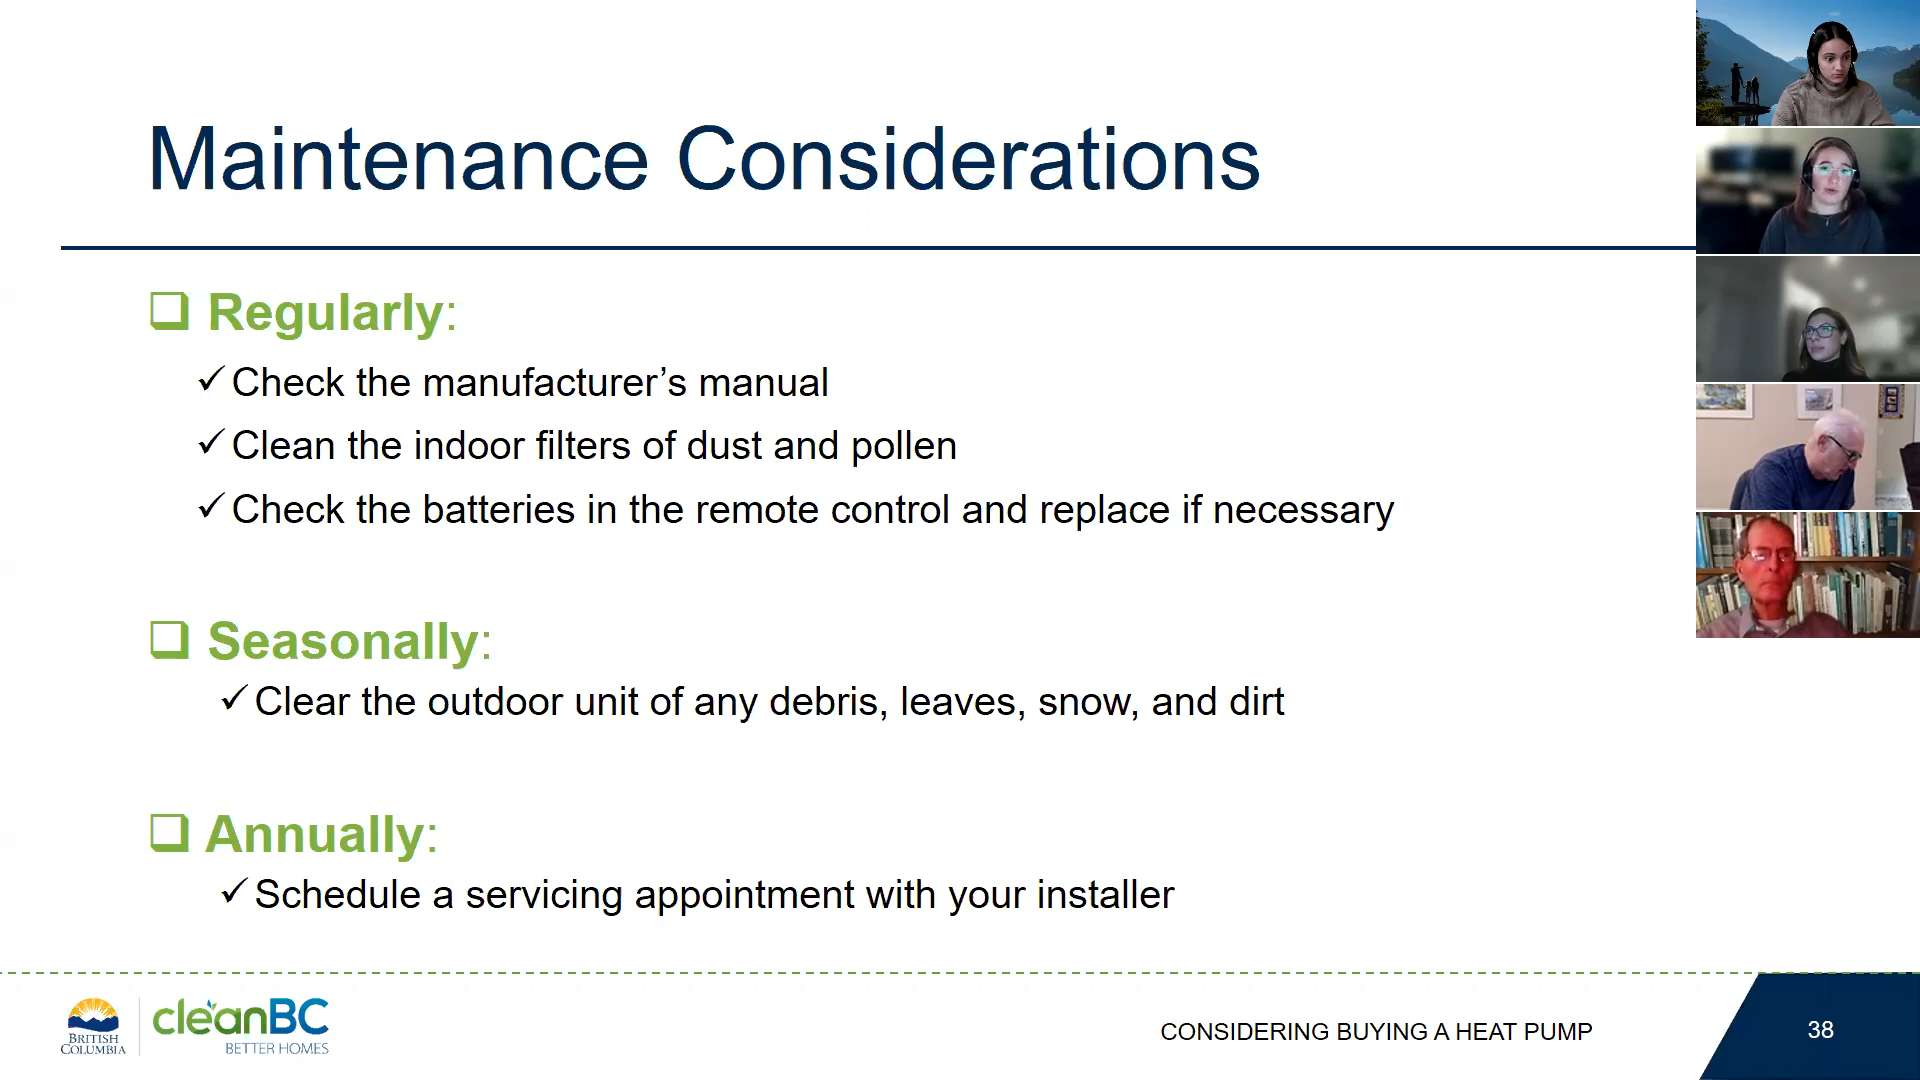 Maintenance Considerations
Regularly:
Check the manufacturer’s manual
Clean the indoor filters of dust and pollen
Check the batteries in the remote control and replace if necessary
Seasonally:
Clear the outdoor unit of any debris, leaves, snow, and dirt
Annually:
Schedule a servicing appointment with your installer
BRITISH
COLUMBIA
cleanBC
BETTER HOMES
CONSIDERING BUYING A HEAT PUMP
38